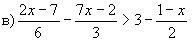 в) (2x − 7)/6 − (7x − 2)/3 > 3 − (1 − x)/2